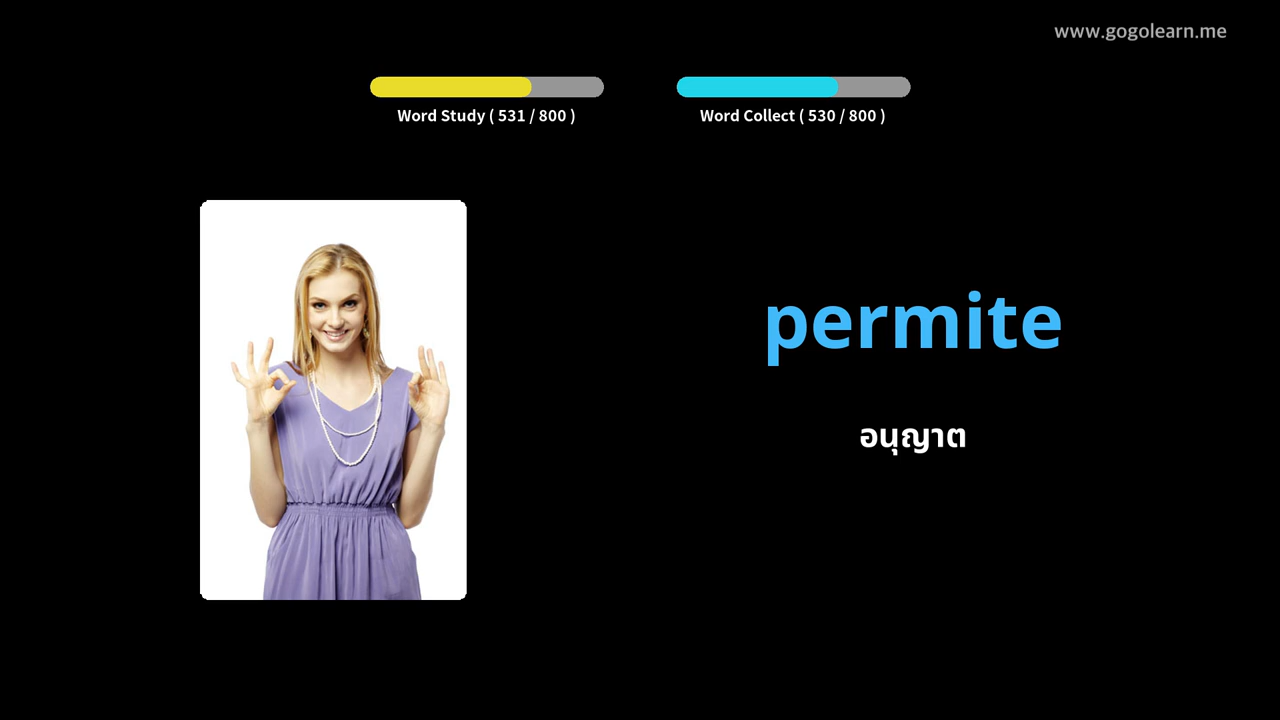 www.gogolearn.me
Word Study ( 531 / 800 )
Word Collect ( 530 / 800 )
permite
อนุญาต